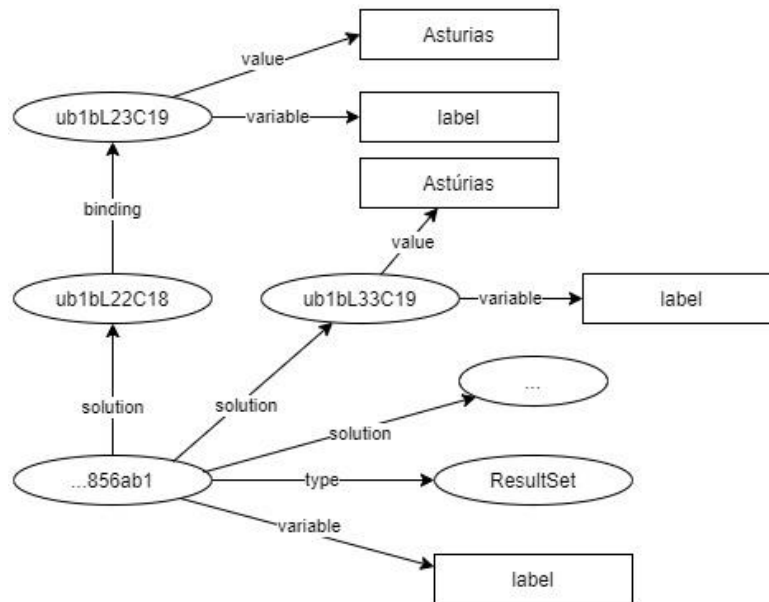 Asturias
value
ub1bL23C19
variable
label
Astúrias
binding
value
ub1bL22C18
ub1bL33C19
variable
label
...
solution
solution
solution
...856ab1
type
ResultSet
variable
label